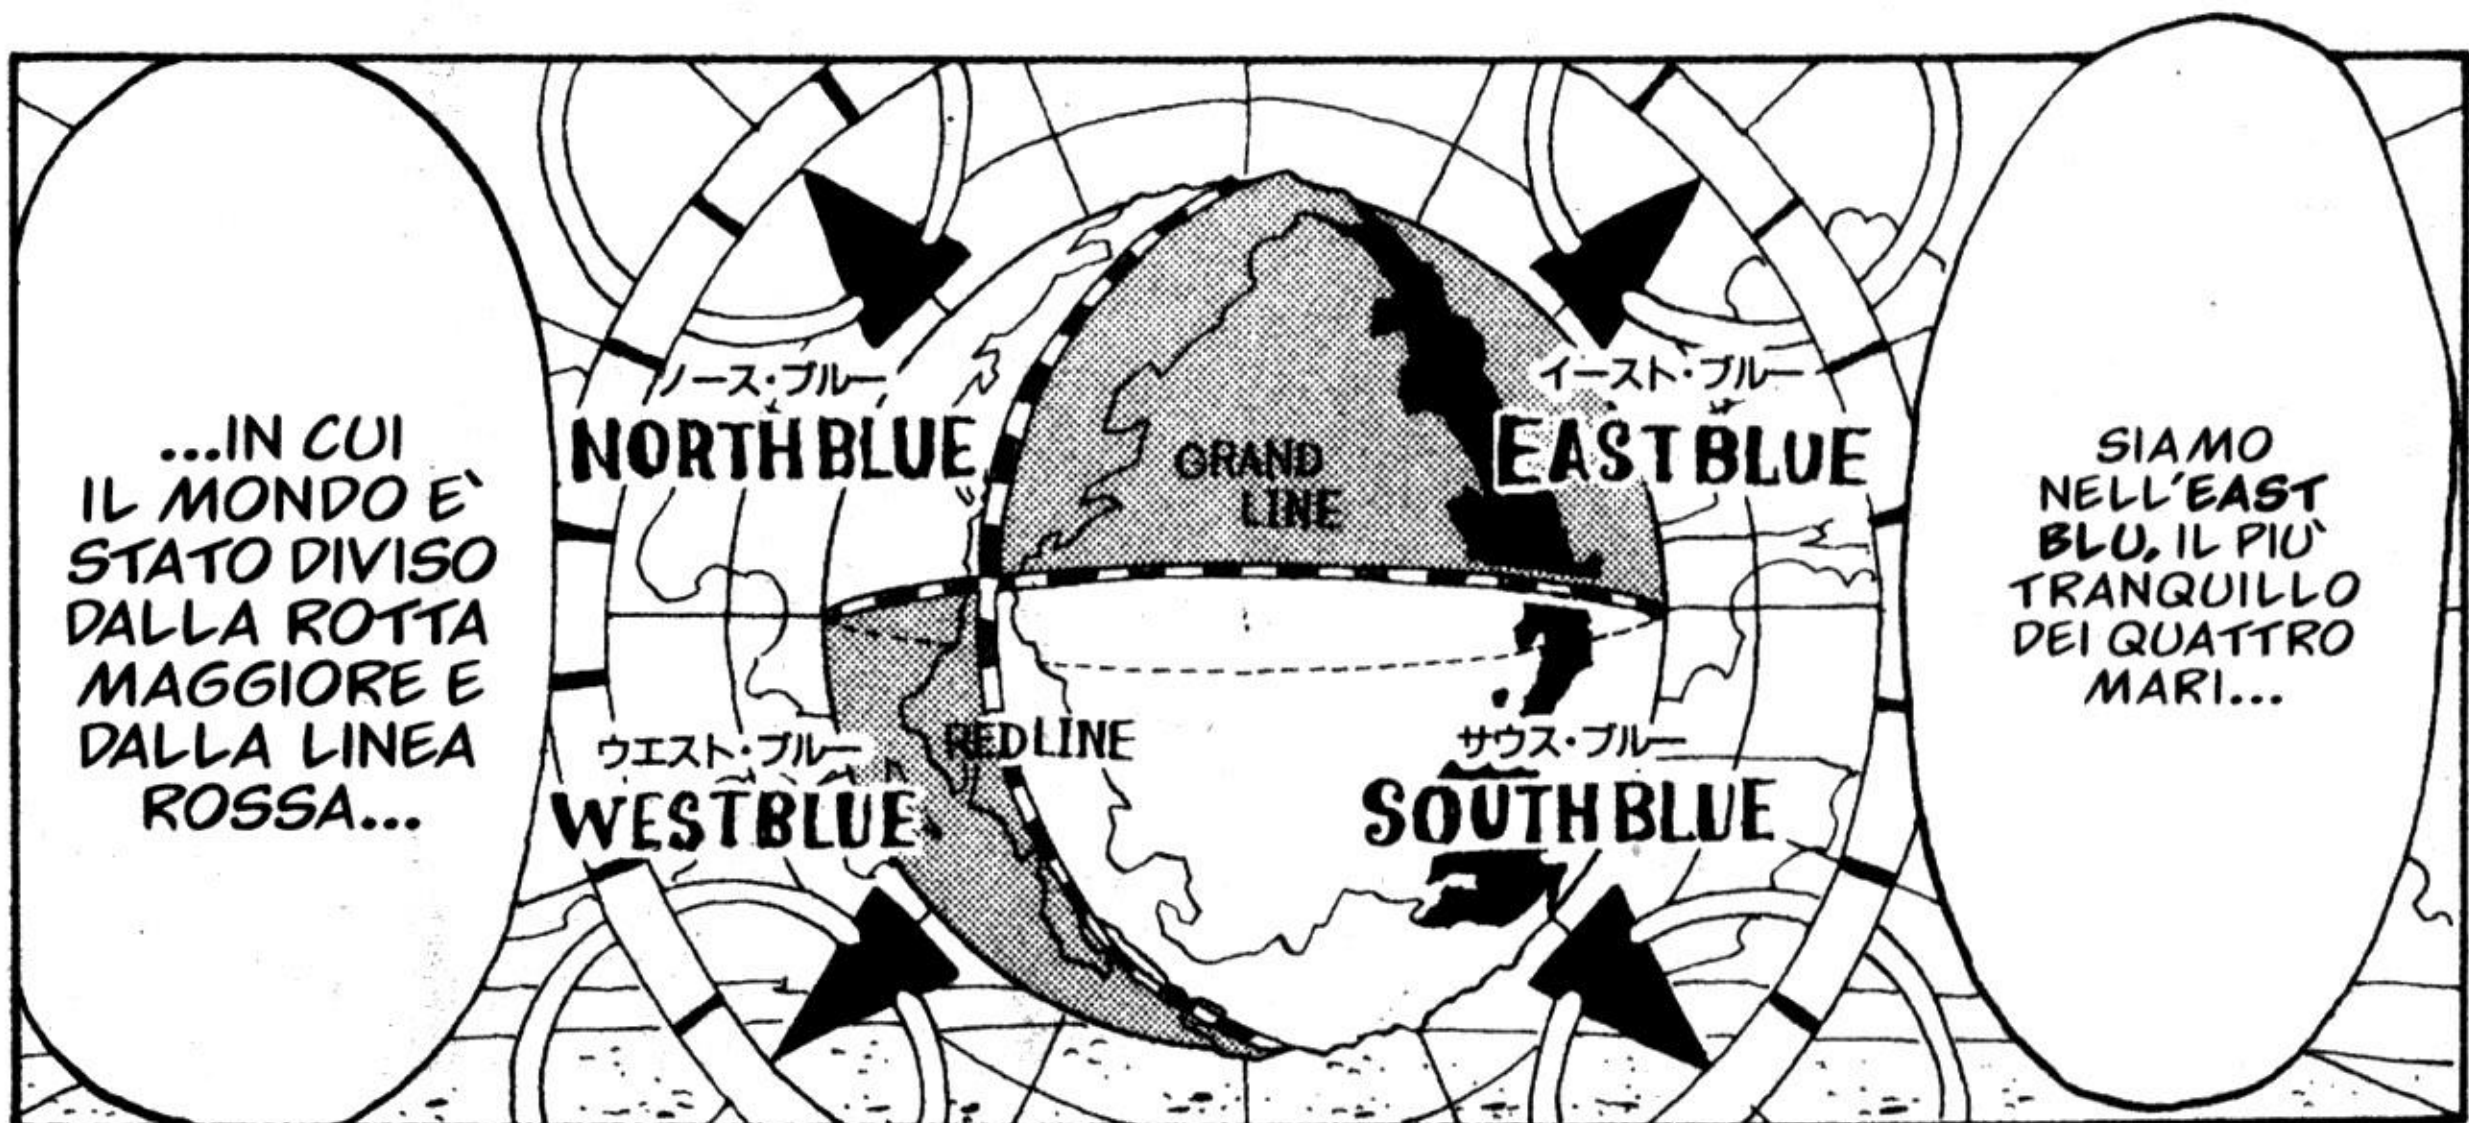 SIAMO
NELL'EAST
BLU, IL PIU`
TRANQUILLO
DEI QUATTRO
MARI...
イースト・ブルー
EAST BLUE
ノース・ブルー
NORTH BLUE
GRAND
LINE
サウス・ブルー
SOUTH BLUE
RED LINE
ウエスト・ブルー
WEST BLUE
...IN CUI
IL MONDO E`
STATO DIVISO
DALLA ROTTA
MAGGIORE E
DALLA LINEA
ROSSA...